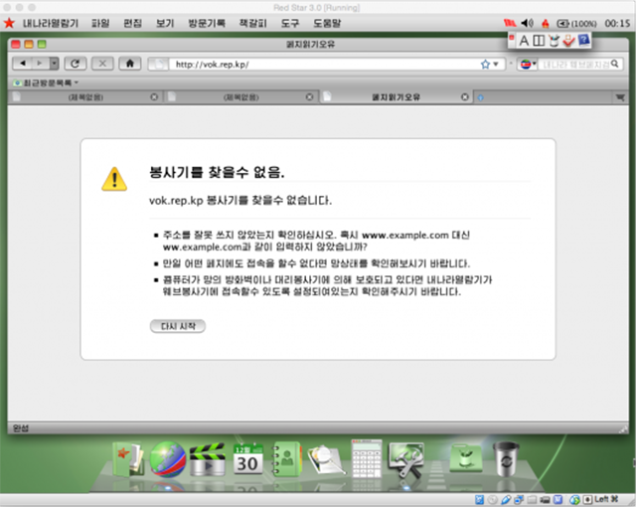 Red Star 3.0 [Running]
내나라열람기 파일 편집 보기 방문기록 책갈피 도구 도움말 (100%) 00:15
페지읽기오유
http://vok.rep.kp/
최근방문목록
(제목없음) (제목없음) 페지읽기오유
봉사기를 찾을수 없음.
vok.rep.kp 봉사기를 찾을수 없습니다.
주소를 잘못 쓰지 않았는지 확인하십시오. 혹시 www.example.com 대신
ww.example.com과 같이 입력하지 않았습니까?
만일 어떤 페지에도 접속을 할수 없다면 망상태를 확인해보시기 바랍니다.
콤퓨터가 망의 방화벽이나 대리봉사기에 의해 보호되고 있다면 내나라열람기가
웨브봉사기에 접속할수 있도록 설정되여있는지 확인해주시기 바랍니다.
다시 시작
완성
30
Left ⌘